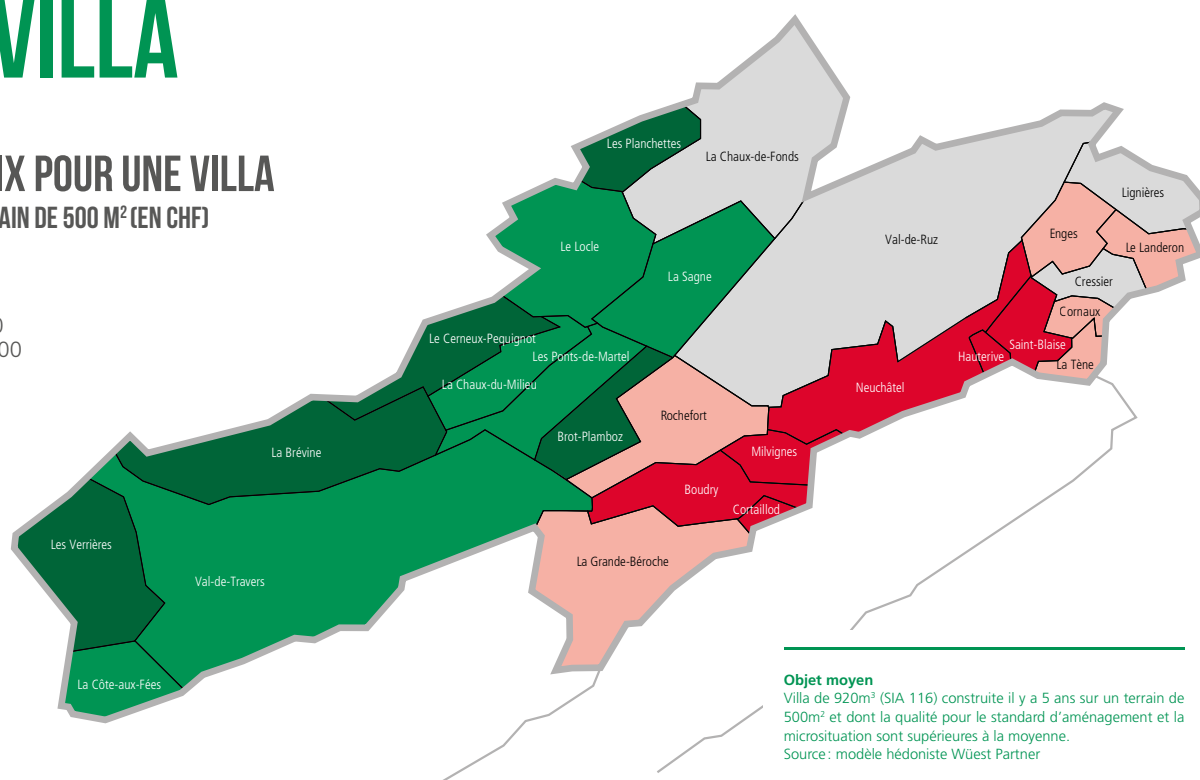 VILLA
IX POUR UNE VILLA
AIN DE 500 M² (EN CHF)
0
00
Les Planchettes
La Chaux-de-Fonds
Lignières
Le Locle
Val-de-Ruz
Enges
Le Landeron
La Sagne
Cressier
Cornaux
Le Cerneux-Pequignot
Les Ponts-de-Martel
Hauterive
Saint-Blaise
La Tène
La Chaux-du-Milieu
Neuchâtel
Rochefort
Brot-Plamboz
La Brévine
Milvignes
Boudry
Cortaillod
Les Verrières
La Grande-Béroche
Val-de-Travers
La Côte-aux-Fées
Objet moyen
Villa de 920m³ (SIA 116) construite il y a 5 ans sur un terrain de
500m² et dont la qualité pour le standard d’aménagement et la
microsituation sont supérieures à la moyenne.
Source : modèle hédoniste Wüest Partner